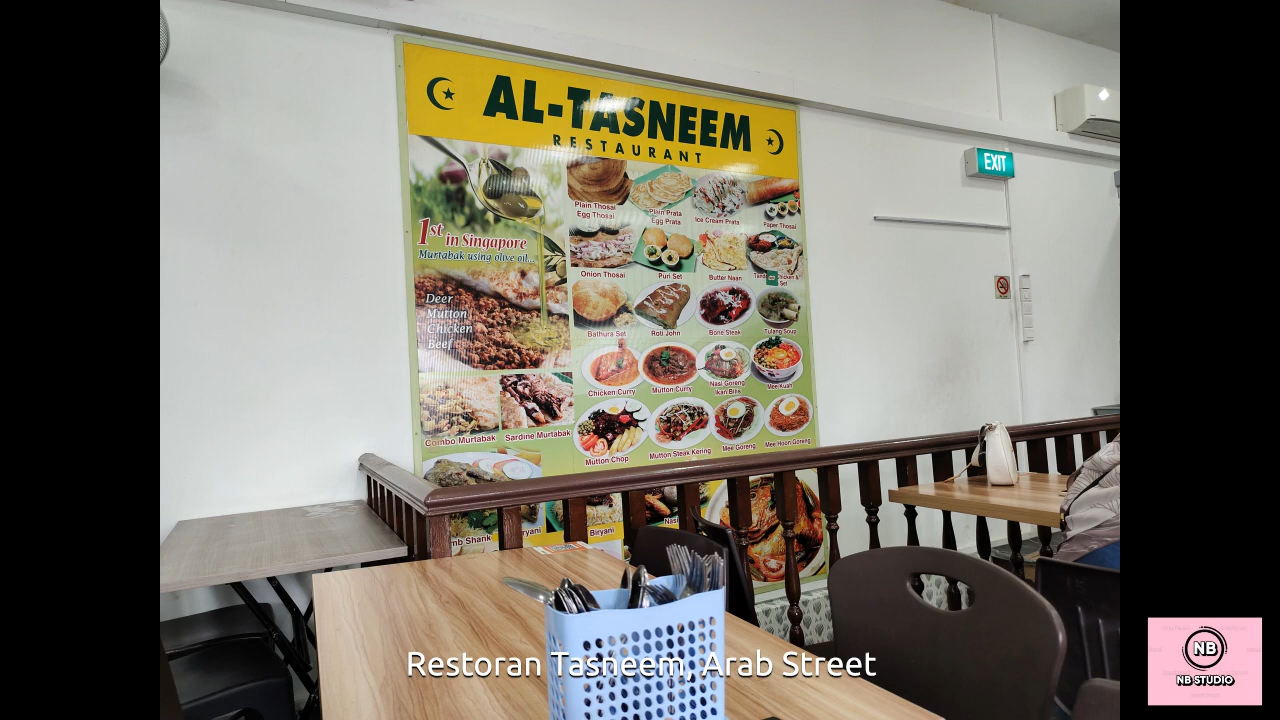 AL-TASNEEM
RESTAURANT
1st in Singapore
Murtabak using olive oil...
Deer
Mutton
Chicken
Beef
Plain Thosai
Egg Thosai
Plain Prata
Egg Prata
Ice Cream Prata
Paper Thosai
Onion Thosai
Puri Set
Butter Naan
Set
Bathura Set
Roti John
Bone Steak
Tulang Soup
Chicken Curry
Mutton Curry
Nasi Goreng
Ikan Bilis
Mee Kuah
Combo Murtabak
Sardine Murtabak
Mutton Chop
Mutton Steak Kering
Mee Goreng
Mee Hoon Goreng
Shank
Biryani
EXIT
Restoran Tasneem, Arab Street
NB
NB STUDIO